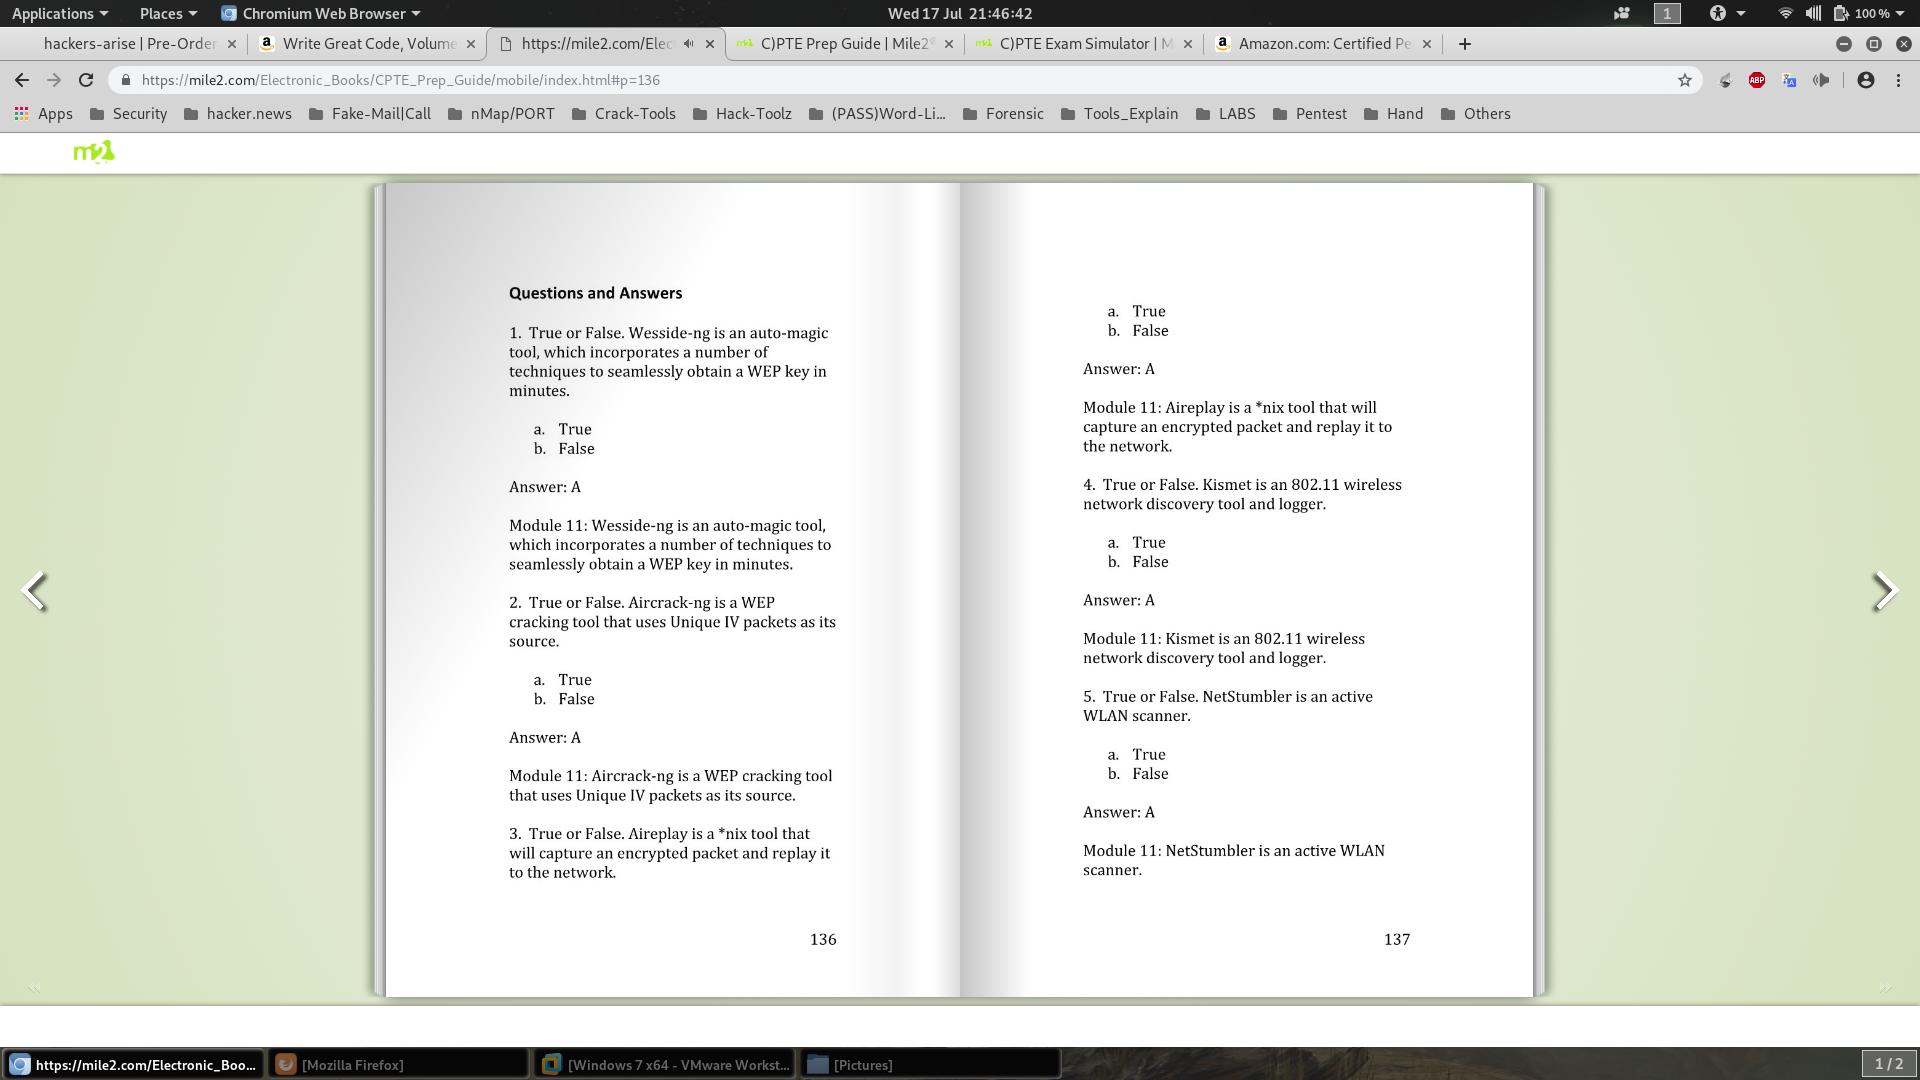 Applications Places Chromium Web Browser Wed 17 Jul 21:46:42 1 100 %
hackers-arise | Pre-Order Write Great Code, Volume https://mile2.com/Elec C)PTE Prep Guide | Mile2® C)PTE Exam Simulator | M Amazon.com: Certified Pe
https://mile2.com/Electronic_Books/CPTE_Prep_Guide/mobile/index.html#p=136 ABP
Apps Security hacker.news Fake-Mail|Call nMap/PORT Crack-Tools Hack-Toolz (PASS)Word-Li... Forensic Tools_Explain LABS Pentest Hand Others
m2
Questions and Answers
1. True or False. Wesside-ng is an auto-magic
tool, which incorporates a number of
techniques to seamlessly obtain a WEP key in
minutes.
a. True
b. False
Answer: A
Module 11: Wesside-ng is an auto-magic tool,
which incorporates a number of techniques to
seamlessly obtain a WEP key in minutes.
2. True or False. Aircrack-ng is a WEP
cracking tool that uses Unique IV packets as its
source.
a. True
b. False
Answer: A
Module 11: Aircrack-ng is a WEP cracking tool
that uses Unique IV packets as its source.
3. True or False. Aireplay is a *nix tool that
will capture an encrypted packet and replay it
to the network.
136
a. True
b. False
Answer: A
Module 11: Aireplay is a *nix tool that will
capture an encrypted packet and replay it to
the network.
4. True or False. Kismet is an 802.11 wireless
network discovery tool and logger.
a. True
b. False
Answer: A
Module 11: Kismet is an 802.11 wireless
network discovery tool and logger.
5. True or False. NetStumbler is an active
WLAN scanner.
a. True
b. False
Answer: A
Module 11: NetStumbler is an active WLAN
scanner.
137
https://mile2.com/Electronic_Boo... [Mozilla Firefox] [Windows 7 x64 - VMware Workst... [Pictures] 1 / 2